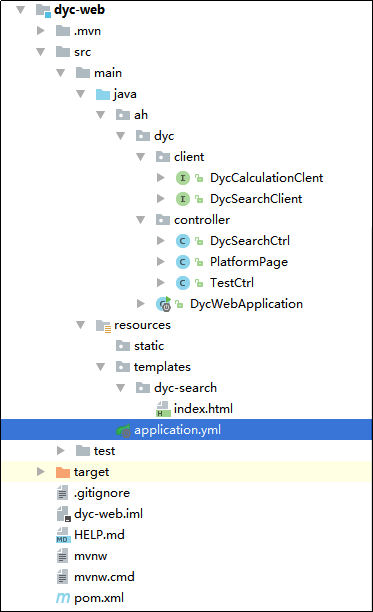 dyc-web
.mvn
src
main
java
ah
dyc
client
DycCalculationClent
DycSearchClient
controller
DycSearchCtrl
PlatformPage
TestCtrl
DycWebApplication
resources
static
templates
dyc-search
index.html
application.yml
test
target
.gitignore
dyc-web.iml
HELP.md
mvnw
mvnw.cmd
pom.xml